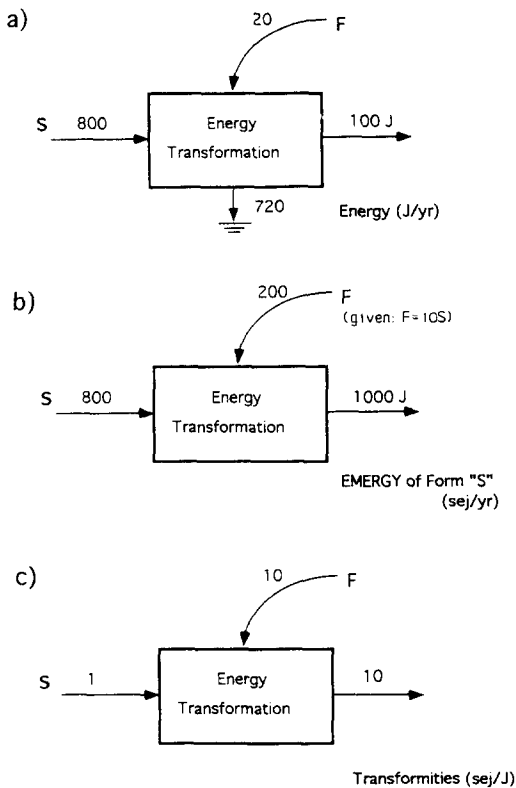 a)
20
F
S
800
Energy
Transformation
100 J
720
Energy (J/yr)
b)
200
F
(given: F=10S)
S
800
Energy
Transformation
1000 J
EMERGY of Form "S"
(sej/yr)
c)
10
F
S
1
Energy
Transformation
10
Transformities (sej/J)